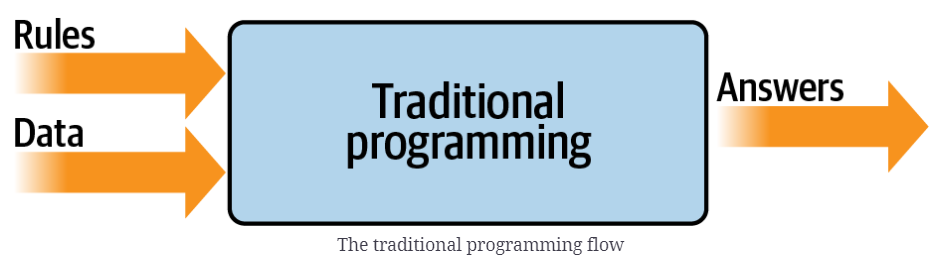 Rules
Data
Traditional
programming
Answers
The traditional programming flow